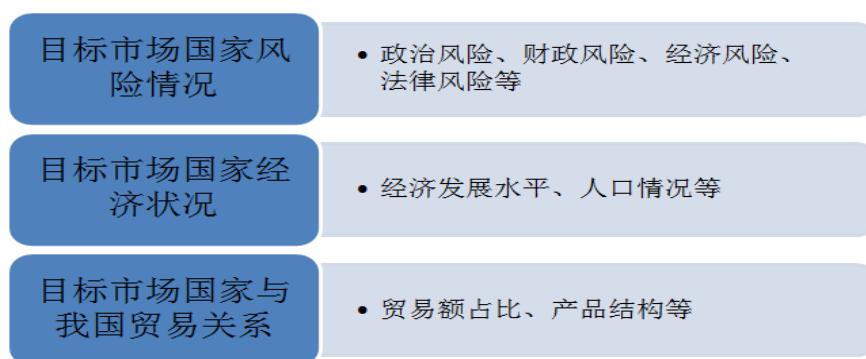 目标市场国家风
险情况
• 政治风险、财政风险、经济风险、
法律风险等
目标市场国家经
济状况
• 经济发展水平、人口情况等
目标市场国家与
我国贸易关系
• 贸易额占比、产品结构等